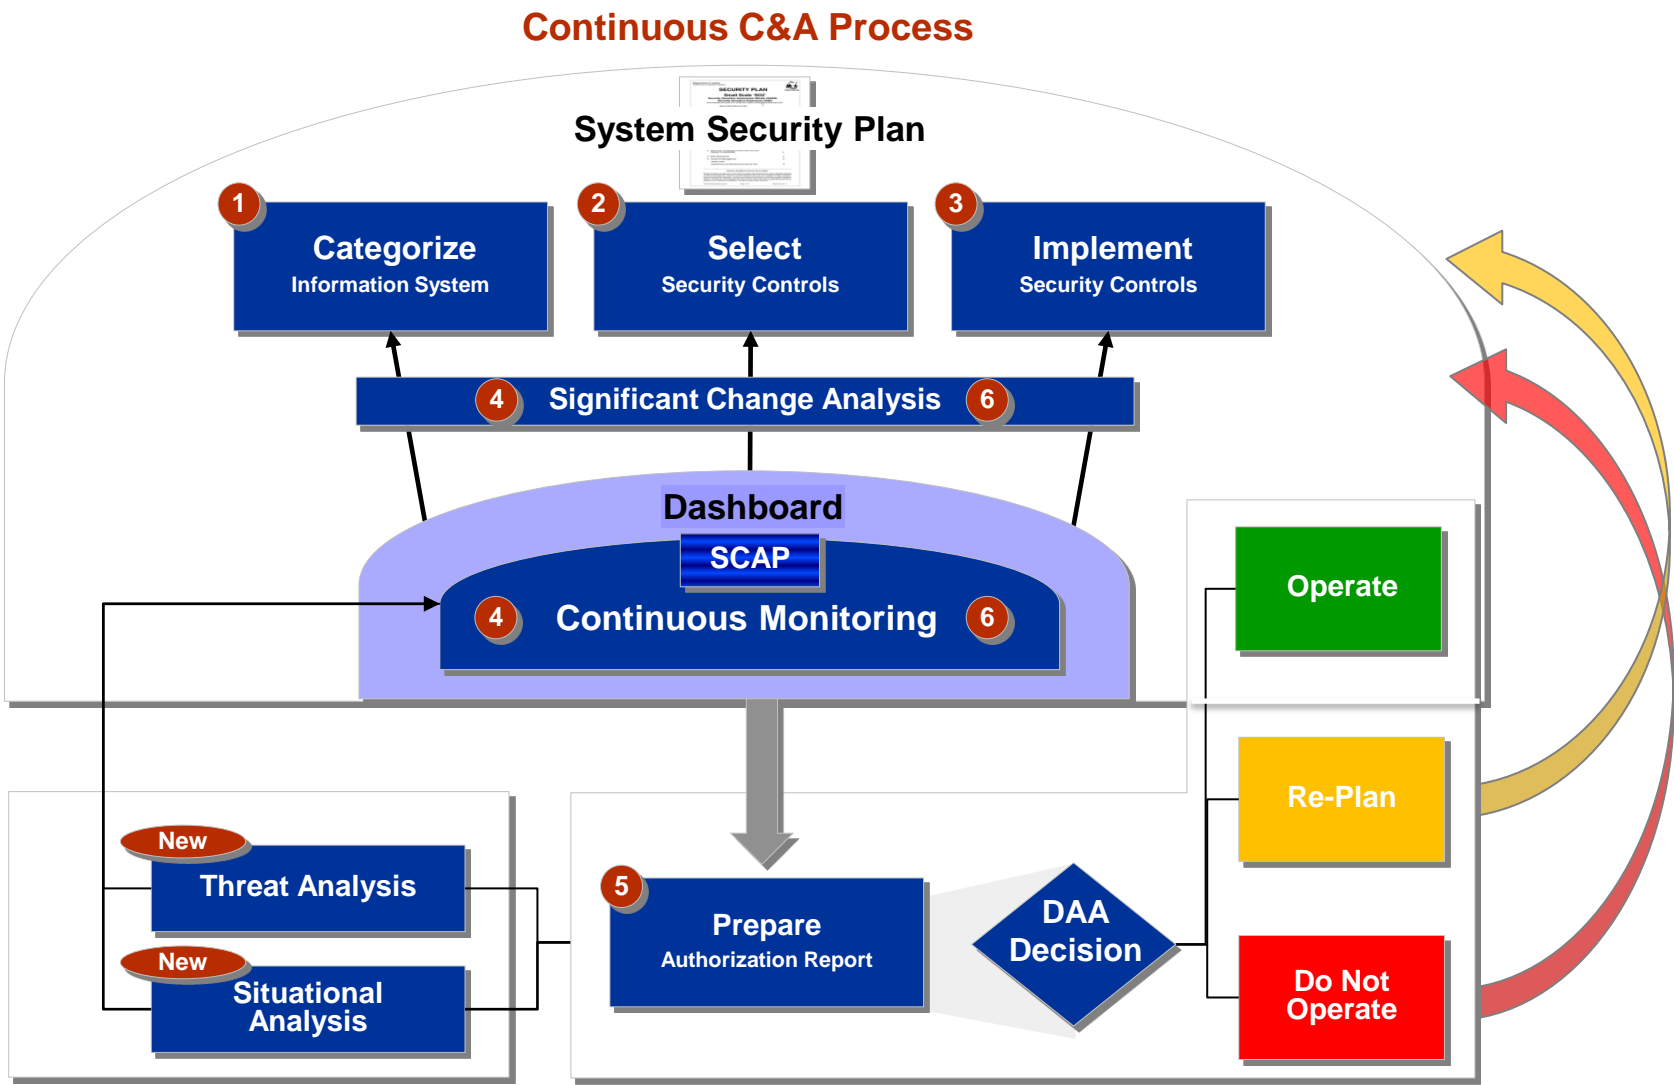 Continuous C&A Process
SECURITY PLAN
System Security Plan
1
Categorize
Information System
2
Select
Security Controls
3
Implement
Security Controls
4 Significant Change Analysis 6
Dashboard
SCAP
4 Continuous Monitoring 6
Operate
Re-Plan
Do Not
Operate
New
Threat Analysis
New
Situational
Analysis
5
Prepare
Authorization Report
DAA
Decision